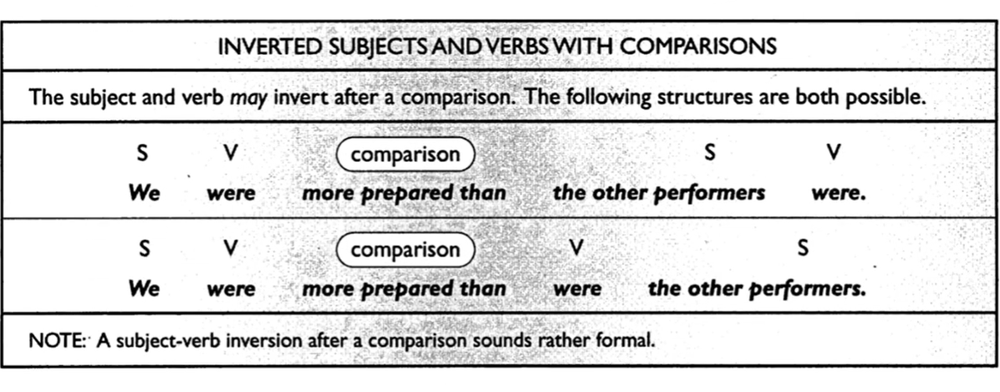 INVERTED SUBJECTS AND VERBS WITH COMPARISONS
The subject and verb may invert after a comparison. The following structures are both possible.
S V comparison S V
We were more prepared than the other performers were.
S V comparison V S
We were more prepared than were the other performers.
NOTE: A subject-verb inversion after a comparison sounds rather formal.